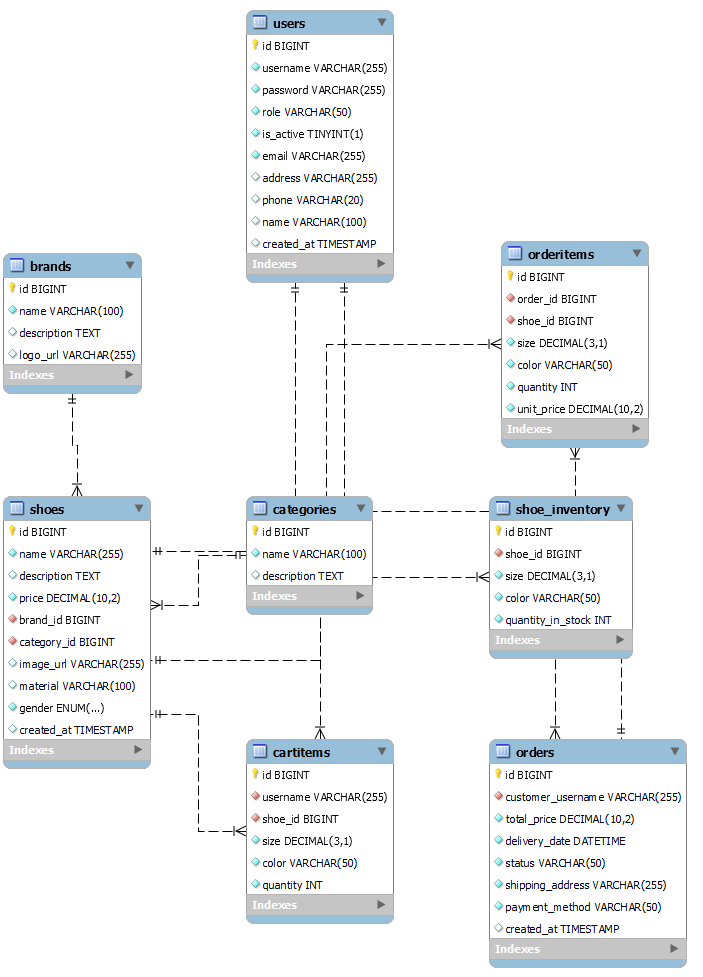 users
id BIGINT
username VARCHAR(255)
password VARCHAR(255)
role VARCHAR(50)
is_active TINYINT(1)
email VARCHAR(255)
address VARCHAR(255)
phone VARCHAR(20)
name VARCHAR(100)
created_at TIMESTAMP
Indexes
brands
id BIGINT
name VARCHAR(100)
description TEXT
logo_url VARCHAR(255)
Indexes
orderitems
id BIGINT
order_id BIGINT
shoe_id BIGINT
size DECIMAL(3,1)
color VARCHAR(50)
quantity INT
unit_price DECIMAL(10,2)
Indexes
shoes
id BIGINT
name VARCHAR(255)
description TEXT
price DECIMAL(10,2)
brand_id BIGINT
category_id BIGINT
image_url VARCHAR(255)
material VARCHAR(100)
gender ENUM(...)
created_at TIMESTAMP
Indexes
categories
id BIGINT
name VARCHAR(100)
description TEXT
Indexes
shoe_inventory
id BIGINT
shoe_id BIGINT
size DECIMAL(3,1)
color VARCHAR(50)
quantity_in_stock INT
Indexes
cartitems
id BIGINT
username VARCHAR(255)
shoe_id BIGINT
size DECIMAL(3,1)
color VARCHAR(50)
quantity INT
Indexes
orders
id BIGINT
customer_username VARCHAR(255)
total_price DECIMAL(10,2)
delivery_date DATETIME
status VARCHAR(50)
shipping_address VARCHAR(255)
payment_method VARCHAR(50)
created_at TIMESTAMP
Indexes